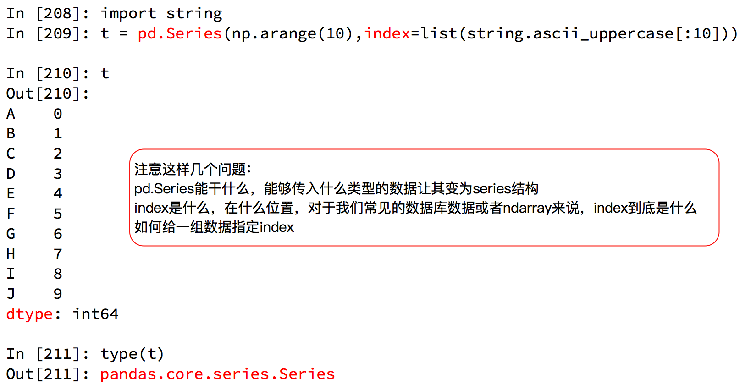 In [208]: import string
In [209]: t = pd.Series(np.arange(10),index=list(string.ascii_uppercase[:10]))
In [210]: t
Out[210]:
A    0
B    1
C    2
D    3
E    4
F    5
G    6
H    7
I    8
J    9
dtype: int64
注意这样几个问题：
pd.Series能干什么，能够传入什么类型的数据让其变为series结构
index是什么，在什么位置，对于我们常见的数据库数据或者ndarray来说，index到底是什么
如何给一组数据指定index
In [211]: type(t)
Out[211]: pandas.core.series.Series